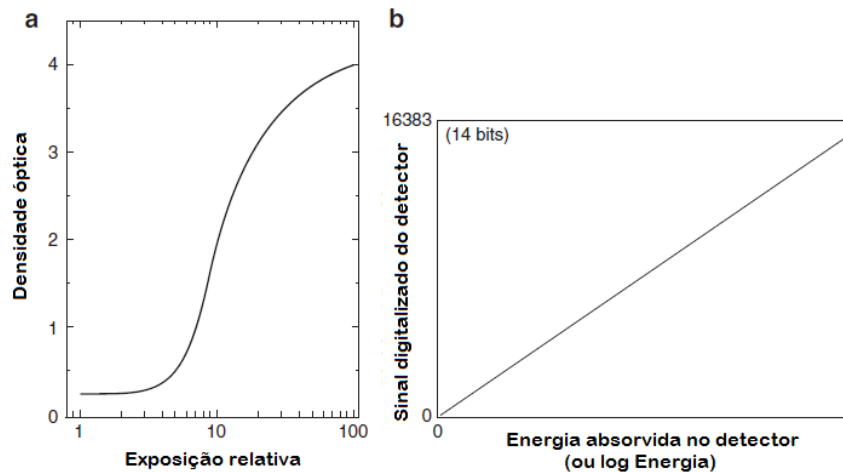 a
4
3
2
1
0
Densidade óptica
1
10
100
Exposição relativa
b
16383
(14 bits)
Sinal digitalizado do detector
0
0
Energia absorvida no detector
(ou log Energia)